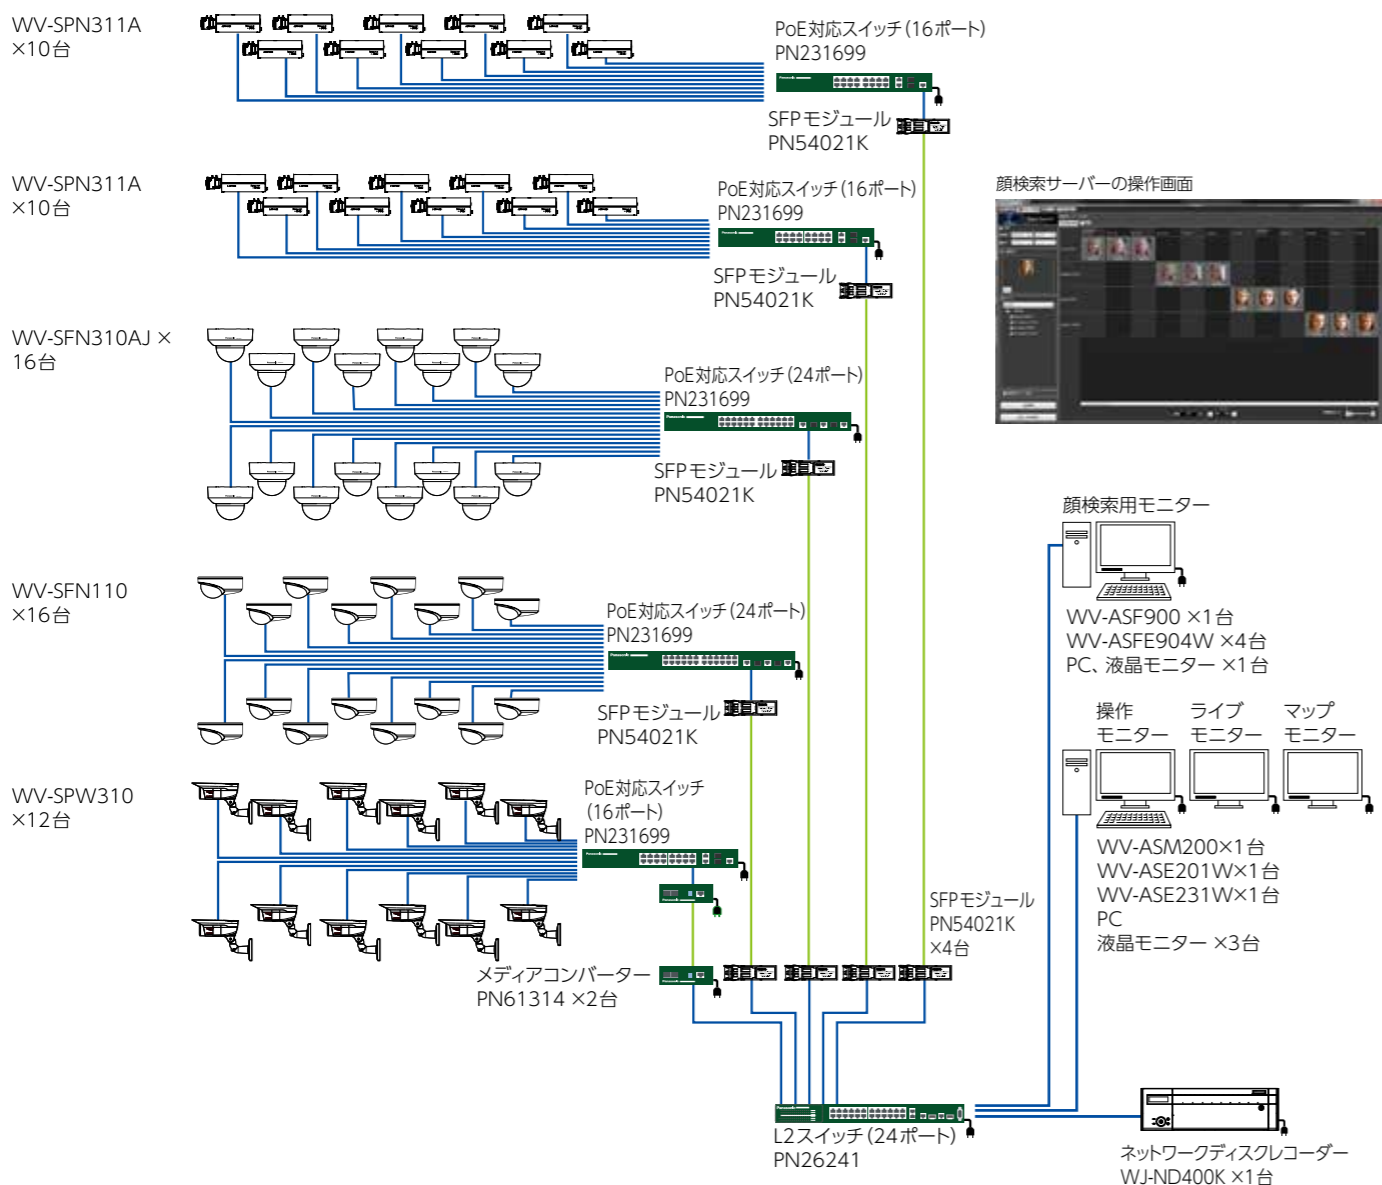 WV-SPN311A
×10台
PoE対応スイッチ(16ポート)
PN231699
SFPモジュール
PN54021K
WV-SPN311A
×10台
PoE対応スイッチ(16ポート)
PN231699
SFPモジュール
PN54021K
顔検索サーバーの操作画面
WV-SFN310AJ ×
16台
PoE対応スイッチ(24ポート)
PN231699
SFPモジュール
PN54021K
顔検索用モニター
WV-ASF900 ×1台
WV-ASFE904W ×4台
PC、液晶モニター ×1台
WV-SFN110
×16台
PoE対応スイッチ(24ポート)
PN231699
SFPモジュール
PN54021K
操作
モニター
ライブ
モニター
マップ
モニター
WV-ASM200×1台
WV-ASE201W×1台
WV-ASE231W×1台
PC
液晶モニター ×3台
WV-SPW310
×12台
PoE対応スイッチ
(16ポート)
PN231699
SFPモジュール
PN54021K
×4台
メディアコンバーター
PN61314 ×2台
L2スイッチ(24ポート)
PN26241
ネットワークディスクレコーダー
WJ-ND400K ×1台